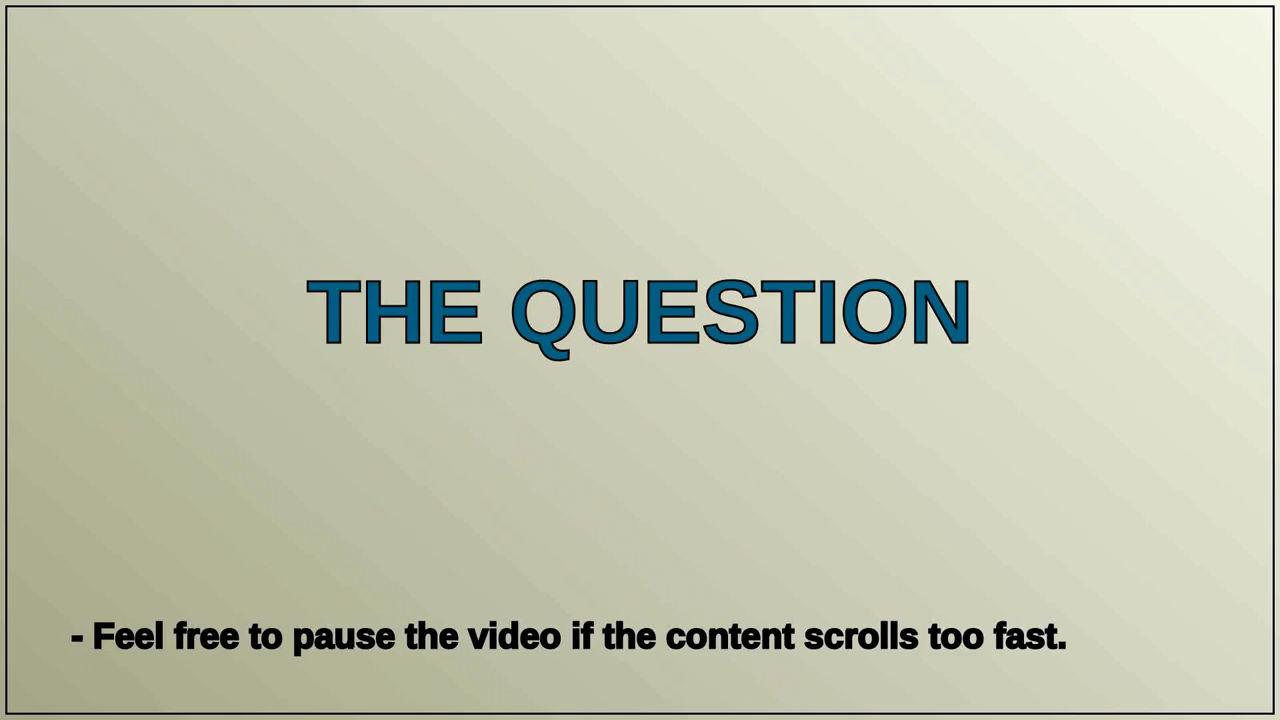 THE QUESTION
- Feel free to pause the video if the content scrolls too fast.